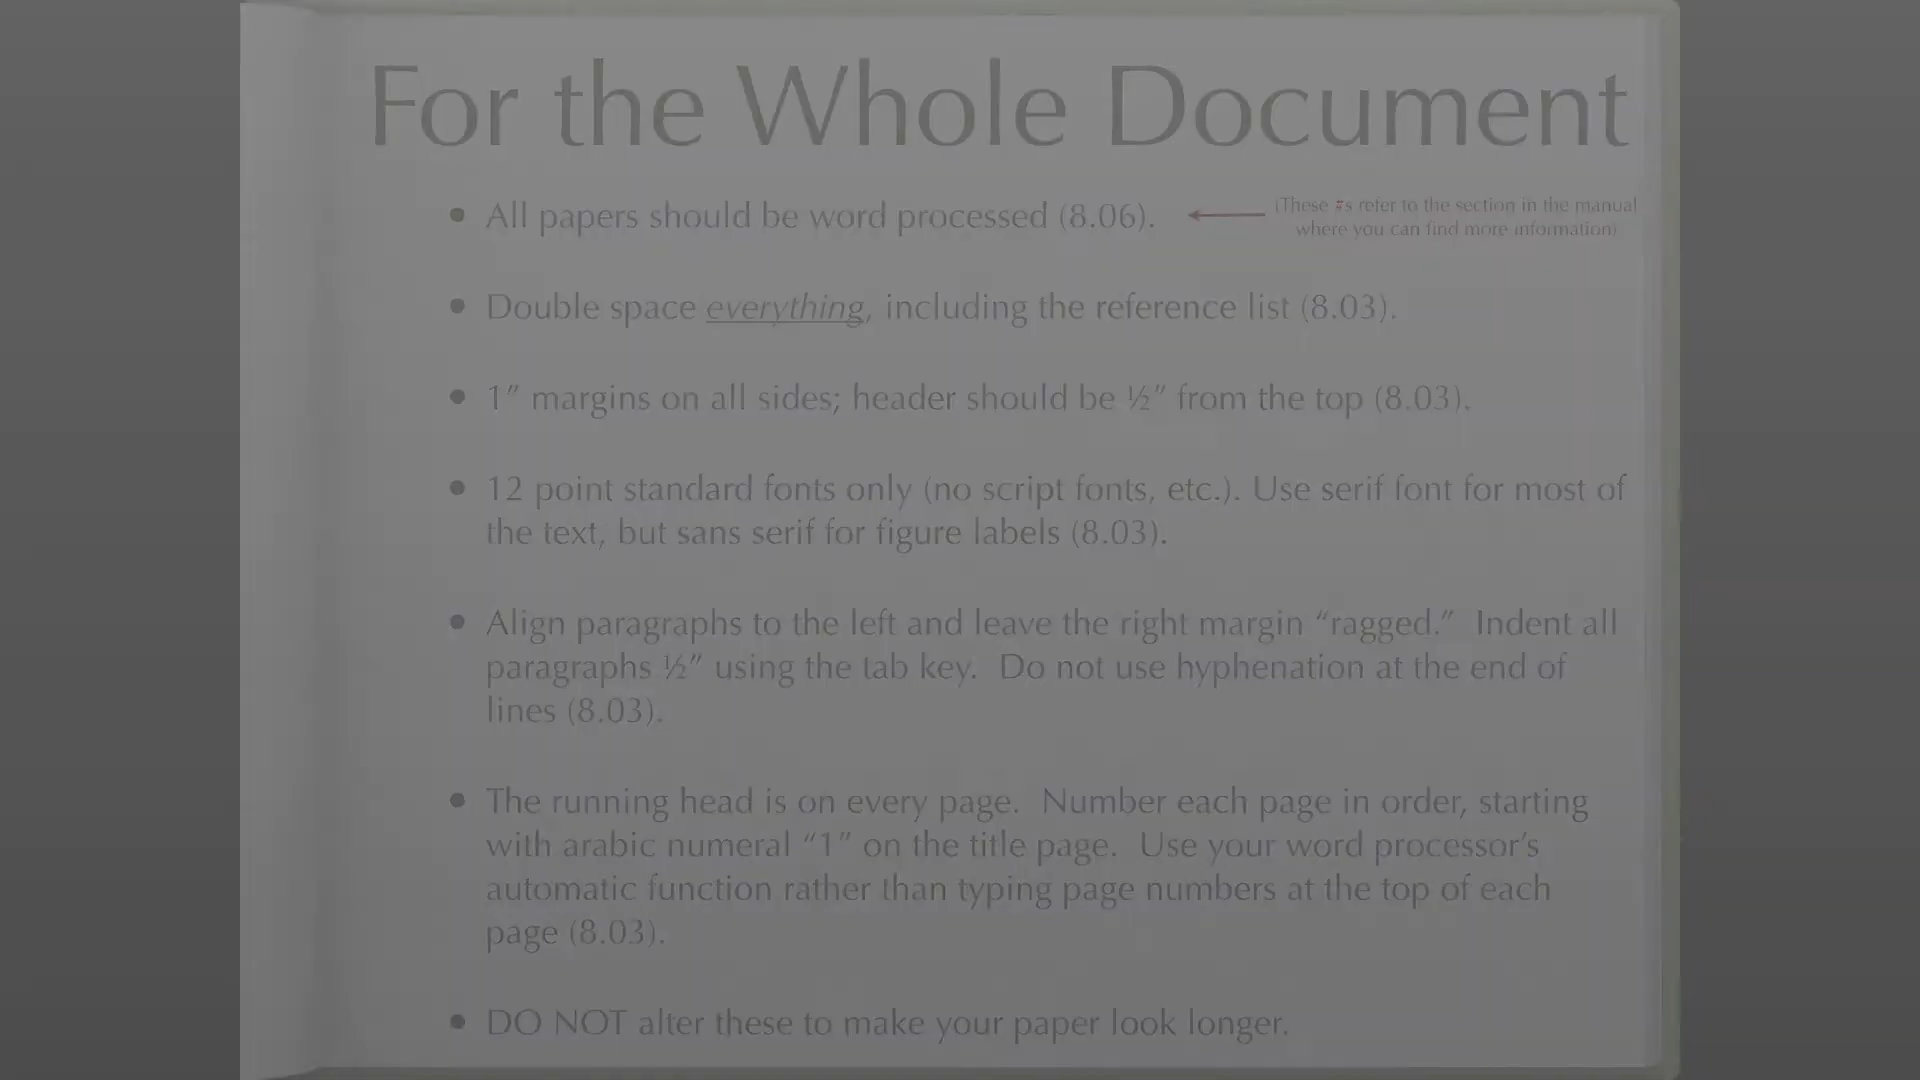 For the Whole Document
• All papers should be word processed (8.06).
(These #s refer to the section in the manual
where you can find more information)
• Double space everything, including the reference list (8.03).
• 1” margins on all sides; header should be ½” from the top (8.03).
• 12 point standard fonts only (no script fonts, etc.). Use serif font for most of
the text, but sans serif for figure labels (8.03).
• Align paragraphs to the left and leave the right margin “ragged.” Indent all
paragraphs ½” using the tab key. Do not use hyphenation at the end of
lines (8.03).
• The running head is on every page. Number each page in order, starting
with arabic numeral “1” on the title page. Use your word processor’s
automatic function rather than typing page numbers at the top of each
page (8.03).
• DO NOT alter these to make your paper look longer.